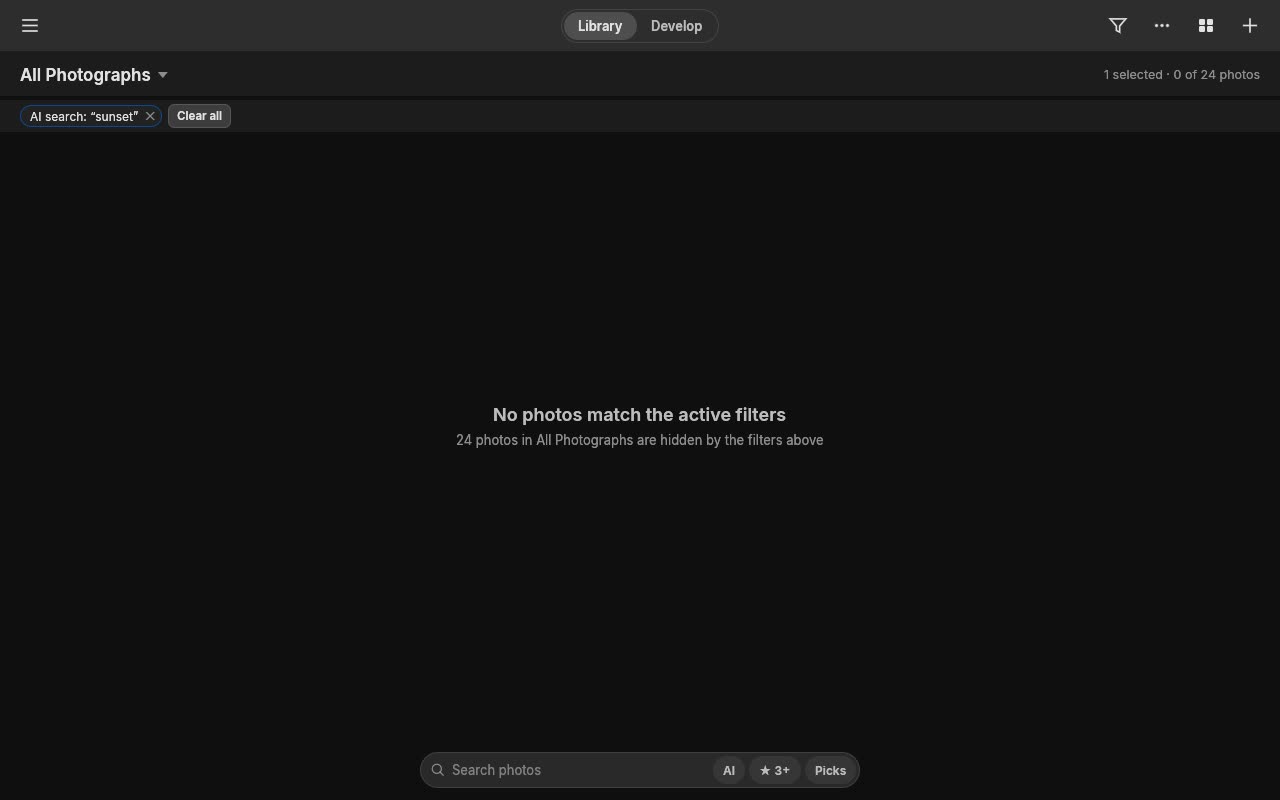 Library
Develop
All Photographs
1 selected · 0 of 24 photos
AI search: “sunset”
Clear all
No photos match the active filters
24 photos in All Photographs are hidden by the filters above
Search photos
AI
★ 3+
Picks